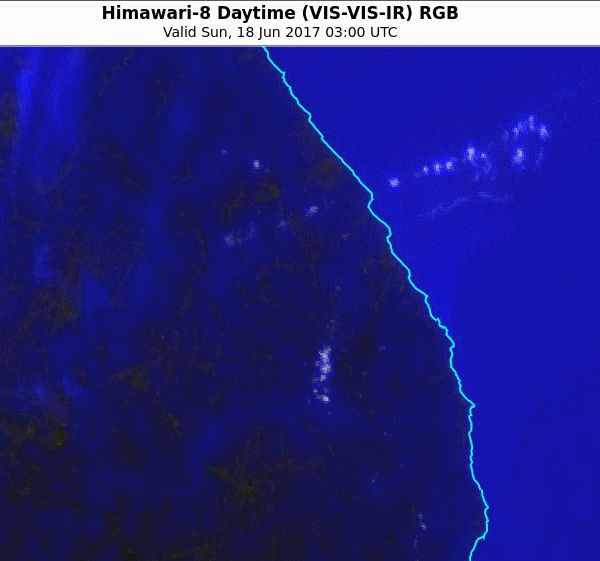 Himawari-8 Daytime (VIS-VIS-IR) RGB
Valid Sun, 18 Jun 2017 03:00 UTC